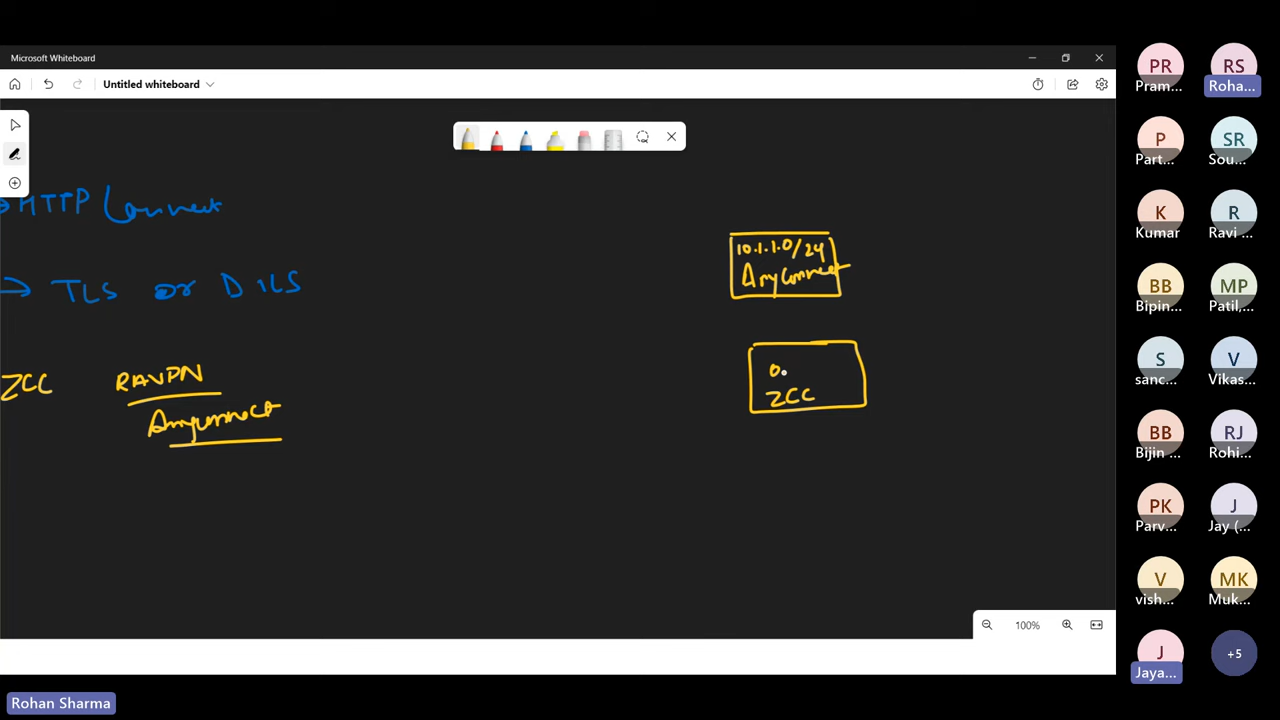 Microsoft Whiteboard
Untitled whiteboard
HTTP Connect
→ TLS or DTLS
ZCC RAVPN
Anyconnect
10.1.1.0/24
AnyConnect
0.
ZCC
100%
PR
Pram...
RS
Roha...
P
Part...
SR
Sou...
K
Kumar
R
Ravi ...
BB
Bipin...
MP
Patil,...
S
sanc...
V
Vikas...
BB
Bijin ...
RJ
Rohi...
PK
Parv...
J
Jay (...
V
vish...
MK
Muk...
J
Jaya...
+5
Rohan Sharma